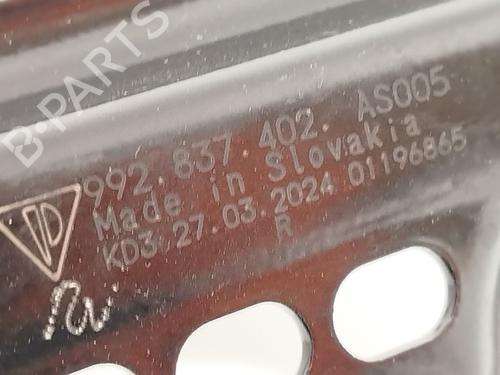 B-PARTS
992.837.402. AS005
Made in Slovakia
KD3 27.03.2024 01196865
R